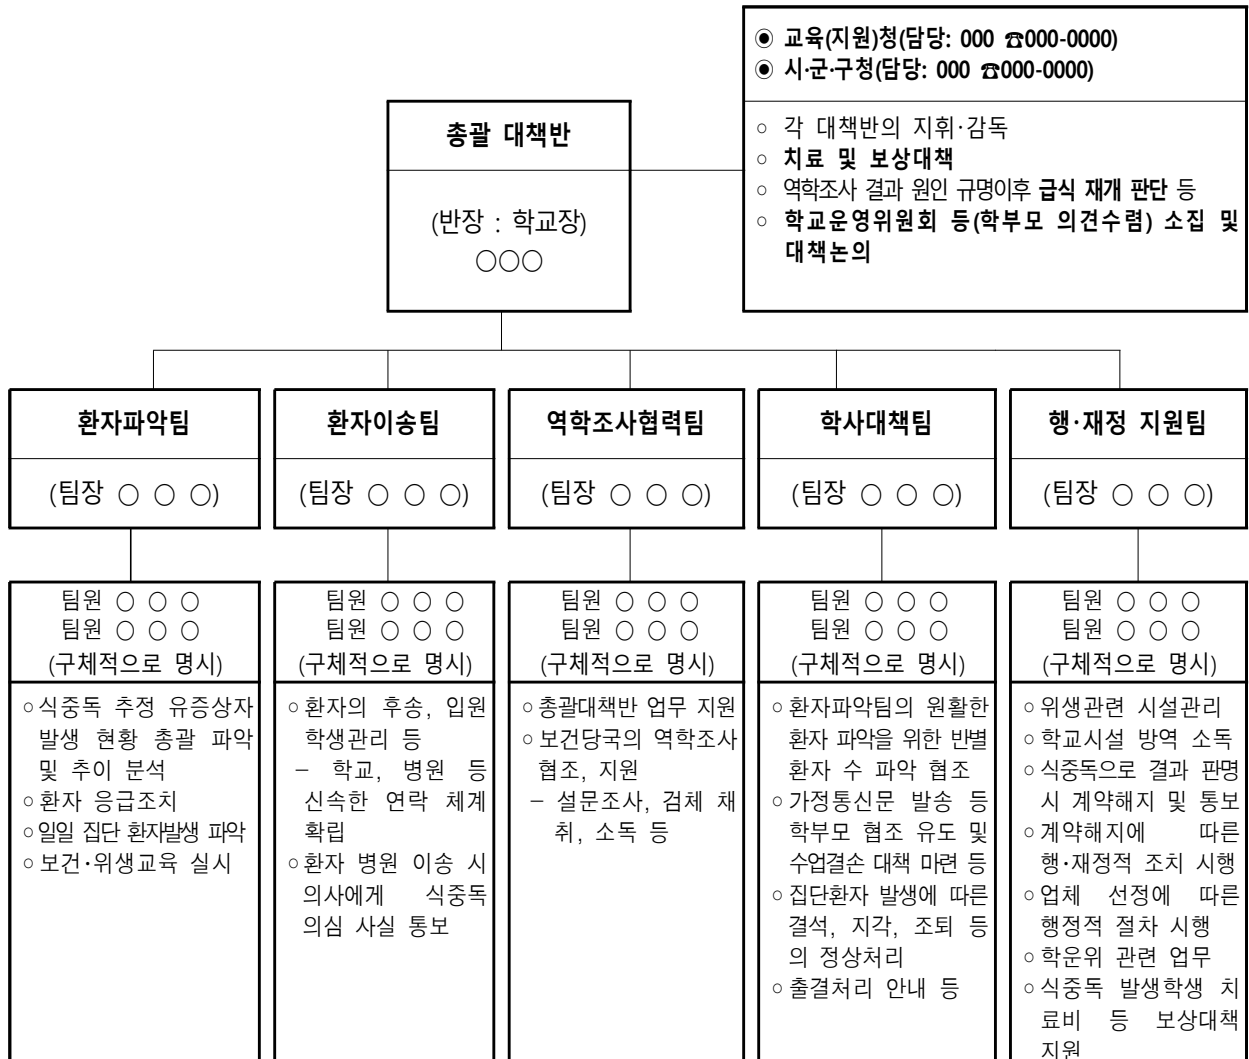 ◉ 교육(지원)청(담당: 000 ☎000-0000)
◉ 시·군·구청(담당: 000 ☎000-0000)
○ 각 대책반의 지휘·감독
○ 치료 및 보상대책
○ 역학조사 결과 원인 규명이후 급식 재개 판단 등
○ 학교운영위원회 등(학부모 의견수렴) 소집 및
대책논의
총괄 대책반
(반장 : 학교장)
○○○
환자파악팀
(팀장 ○ ○ ○)
팀원 ○ ○ ○
팀원 ○ ○ ○
(구체적으로 명시)
○식중독 추정 유증상자
발생 현황 총괄 파악
및 추이 분석
○환자 응급조치
○일일 집단 환자발생 파악
○보건·위생교육 실시
환자이송팀
(팀장 ○ ○ ○)
팀원 ○ ○ ○
팀원 ○ ○ ○
(구체적으로 명시)
○환자의 후송, 입원
학생관리 등
- 학교, 병원 등
신속한 연락 체계
확립
○환자 병원 이송 시
의사에게 식중독
의심 사실 통보
역학조사협력팀
(팀장 ○ ○ ○)
팀원 ○ ○ ○
팀원 ○ ○ ○
(구체적으로 명시)
○총괄대책반 업무 지원
○보건당국의 역학조사
협조, 지원
- 설문조사, 검체 채
취, 소독 등
학사대책팀
(팀장 ○ ○ ○)
팀원 ○ ○ ○
팀원 ○ ○ ○
(구체적으로 명시)
○환자파악팀의 원활한
환자 파악을 위한 반별
환자 수 파악 협조
○가정통신문 발송 등
학부모 협조 유도 및
수업결손 대책 마련 등
○집단환자 발생에 따른
결석, 지각, 조퇴 등
의 정상처리
○출결처리 안내 등
행·재정 지원팀
(팀장 ○ ○ ○)
팀원 ○ ○ ○
팀원 ○ ○ ○
(구체적으로 명시)
○위생관련 시설관리
○학교시설 방역 소독
○식중독으로 결과 판명
시 계약해지 및 통보
○계약해지에 따른
행·재정적 조치 시행
○업체 선정에 따른
행정적 절차 시행
○학운위 관련 업무
○식중독 발생학생 치
료비 등 보상대책
지원